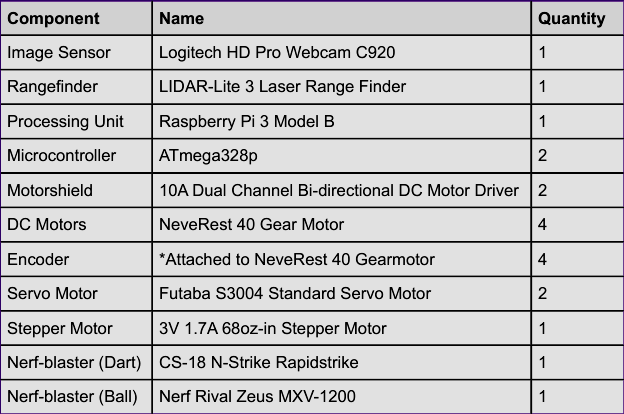 Component Name Quantity
Image Sensor Logitech HD Pro Webcam C920 1
Rangefinder LIDAR-Lite 3 Laser Range Finder 1
Processing Unit Raspberry Pi 3 Model B 1
Microcontroller ATmega328p 2
Motorshield 10A Dual Channel Bi-directional DC Motor Driver 2
DC Motors NeveRest 40 Gear Motor 4
Encoder *Attached to NeveRest 40 Gearmotor 4
Servo Motor Futaba S3004 Standard Servo Motor 2
Stepper Motor 3V 1.7A 68oz-in Stepper Motor 1
Nerf-blaster (Dart) CS-18 N-Strike Rapidstrike 1
Nerf-blaster (Ball) Nerf Rival Zeus MXV-1200 1